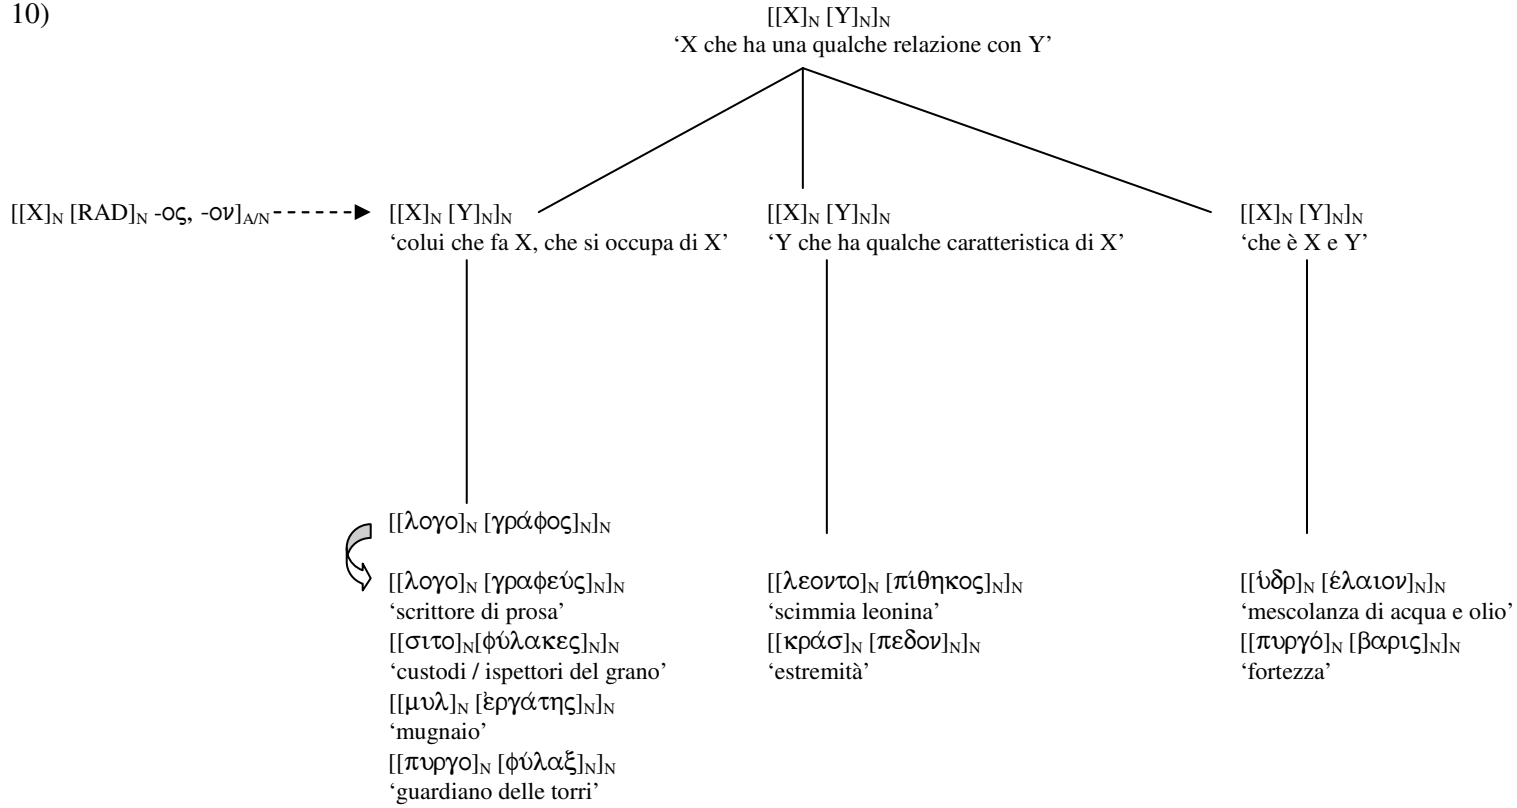 10)
[[X]N [Y]N]N
‘X che ha una qualche relazione con Y’
[[X]N [RAD]N -ος, -ον]A/N
[[X]N [Y]N]N
‘colui che fa X, che si occupa di X’
[[X]N [Y]N]N
‘Y che ha qualche caratteristica di X’
[[X]N [Y]N]N
‘che è X e Y’
[[λογο]N [γράφος]N]N
[[λογο]N [γραφεύς]N]N
‘scrittore di prosa’
[[σιτο]N[φύλακες]N]N
‘custodi / ispettori del grano’
[[μυλ]N [ἐργάτης]N]N
‘mugnaio’
[[πυργο]N [φύλαξ]N]N
‘guardiano delle torri’
[[λεοντο]N [πίθηκος]N]N
‘scimmia leonina’
[[κράσ]N [πεδον]N]N
‘estremità’
[[ὑδρ]N [έλαιον]N]N
‘mescolanza di acqua e olio’
[[πυργό]N [βαρις]N]N
‘fortezza’